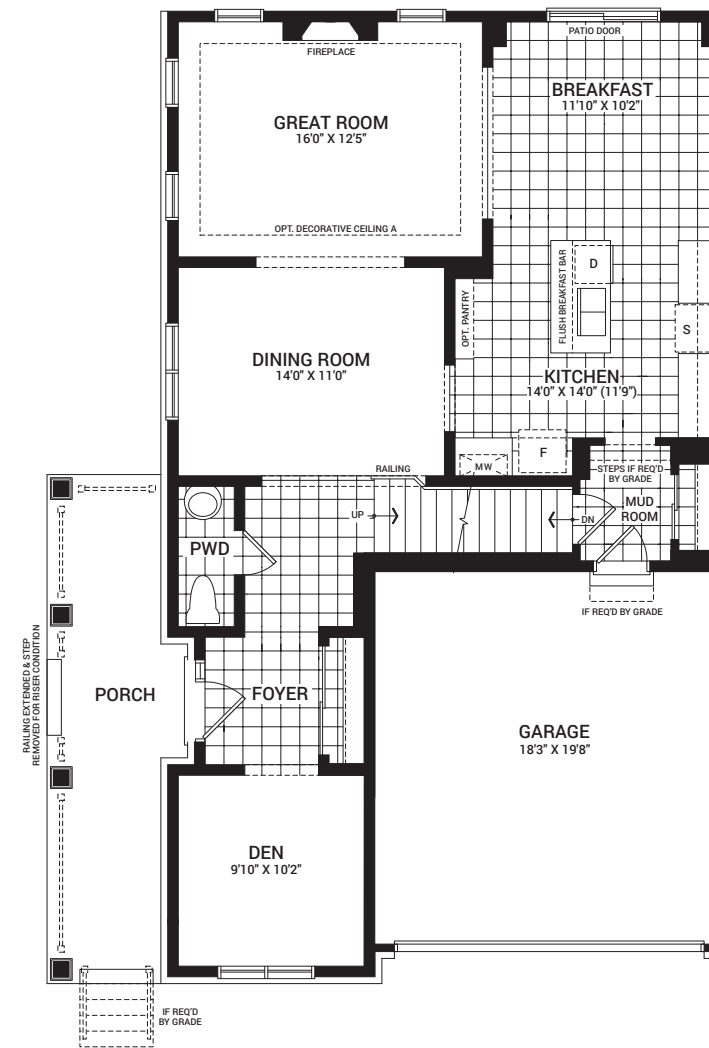 PATIO DOOR
FIREPLACE
BREAKFAST
11'10" X 10'2"
GREAT ROOM
16'0" X 12'5"
OPT. DECORATIVE CEILING A
D
FLUSH BREAKFAST BAR
OPT. PANTRY
S
DINING ROOM
14'0" X 11'0"
KITCHEN
14'0" X 14'0" (11'9")
F
MW
RAILING
STEPS IF REQ'D
BY GRADE
MUD
ROOM
UP
DN
PWD
IF REQ'D BY GRADE
RAILING EXTENDED & STEP
REMOVED FOR RISER CONDITION
PORCH
FOYER
GARAGE
18'3" X 19'8"
DEN
9'10" X 10'2"
IF REQ'D
BY GRADE